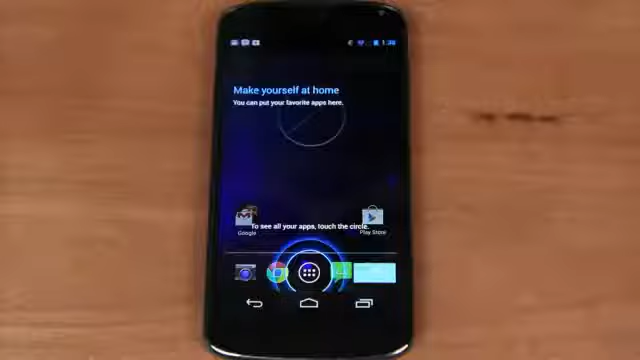 Make yourself at home
You can put your favorite apps here.
To see all your apps, touch the circle.
Google
Play Store